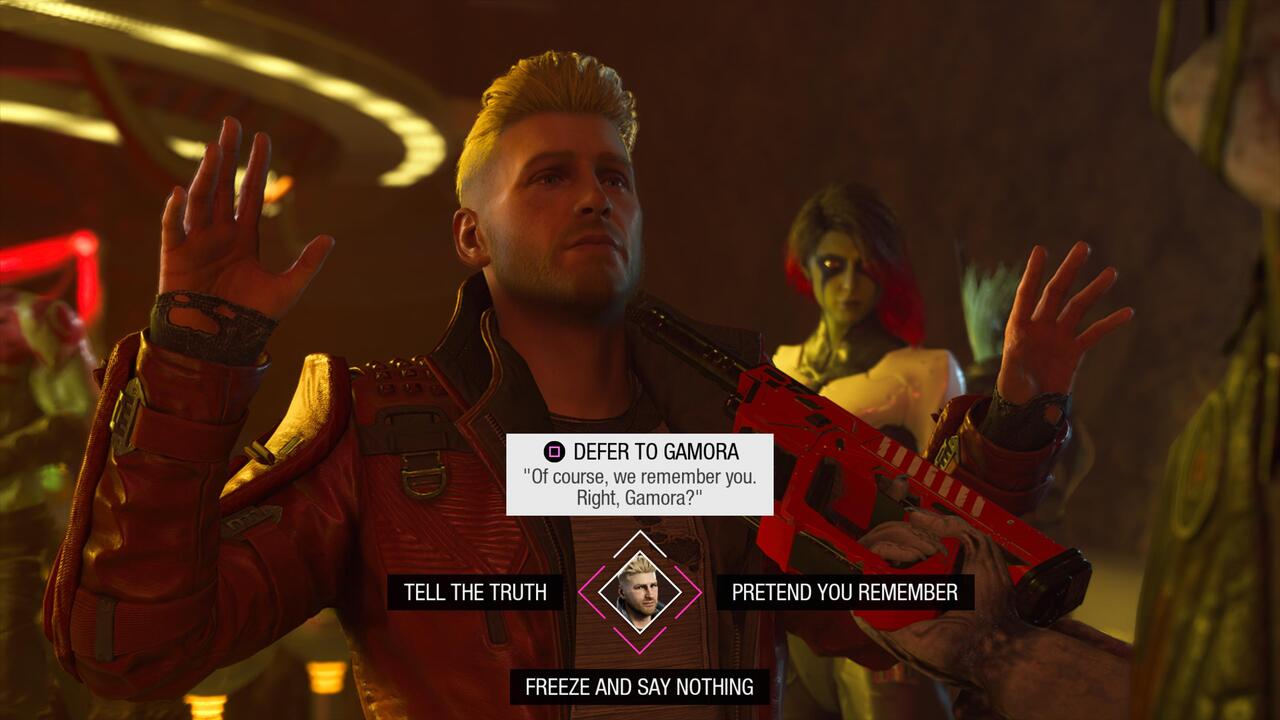 DEFER TO GAMORA
"Of course, we remember you.
Right, Gamora?"
TELL THE TRUTH
PRETEND YOU REMEMBER
FREEZE AND SAY NOTHING